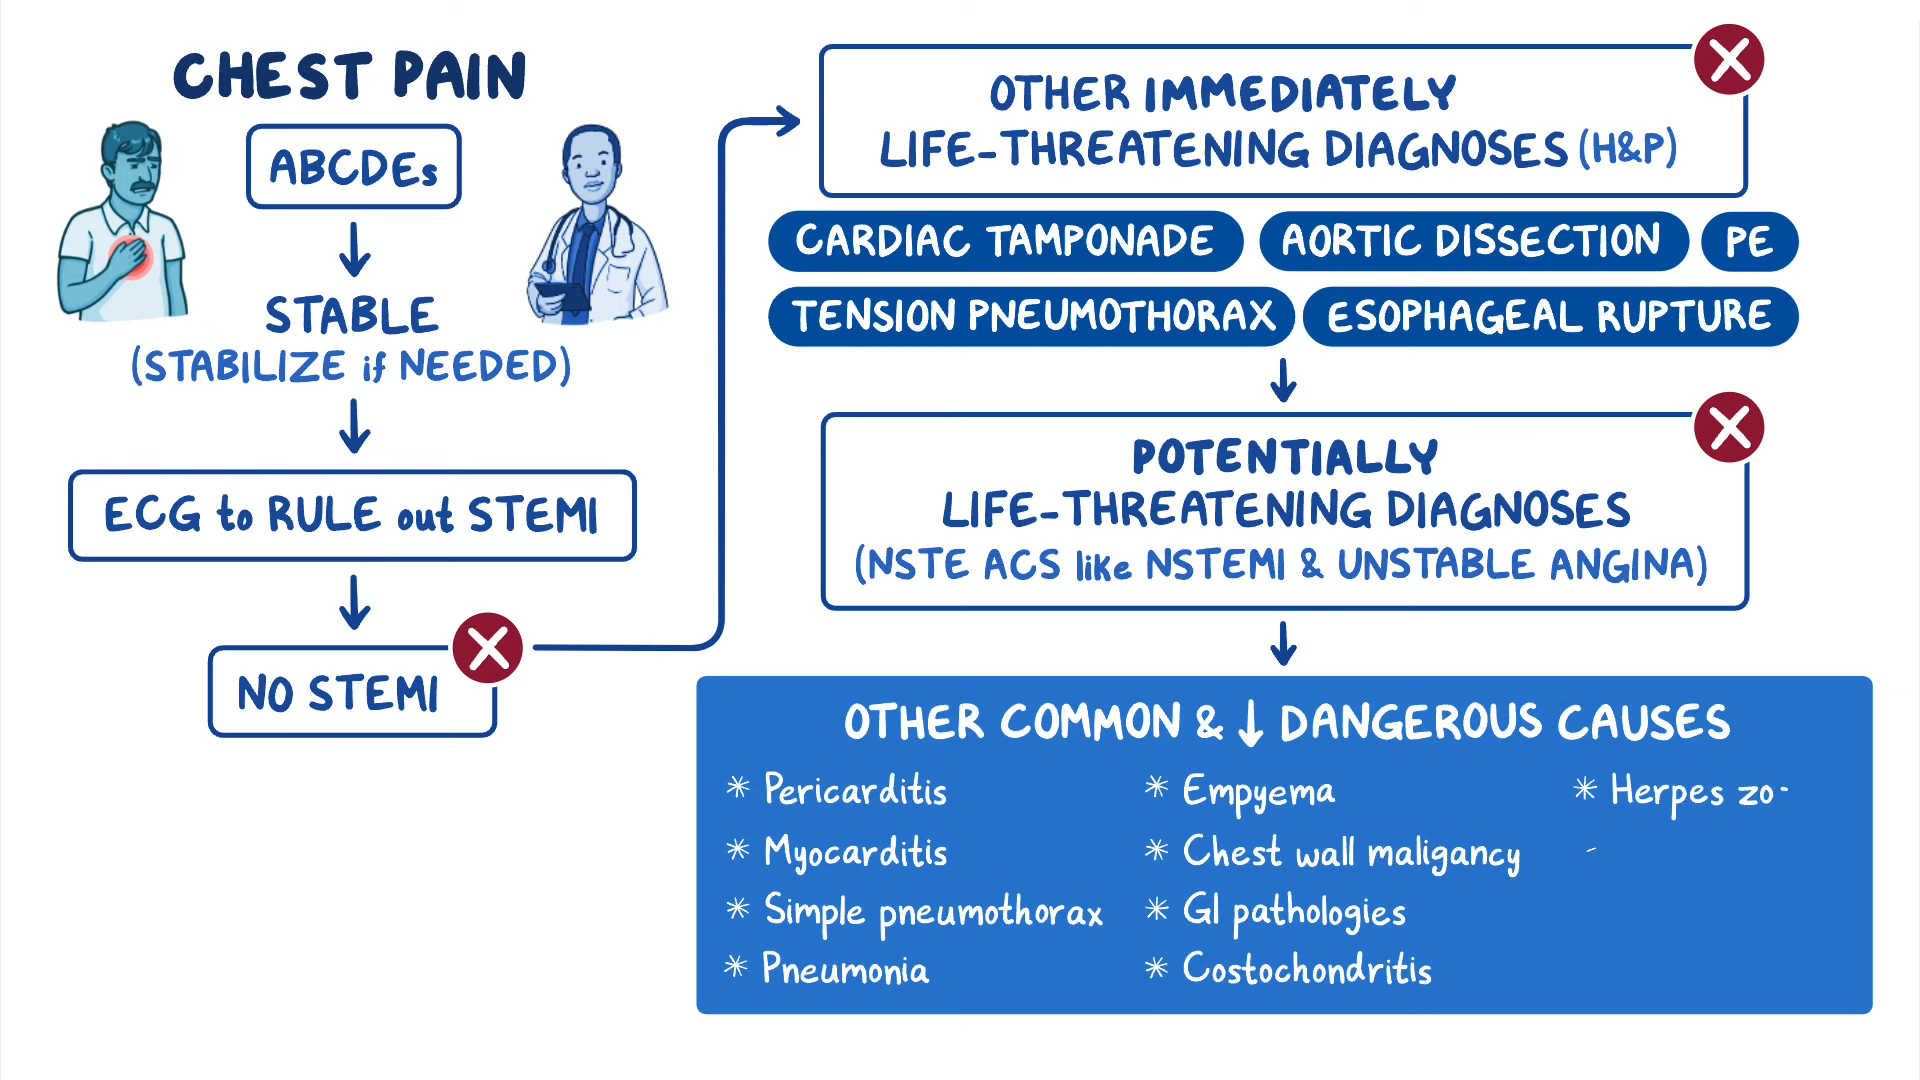 CHEST PAIN
ABCDEs
STABLE
(STABILIZE if NEEDED)
ECG to RULE out STEMI
NO STEMI
OTHER IMMEDIATELY
LIFE-THREATENING DIAGNOSES (H&P)
CARDIAC TAMPONADE
AORTIC DISSECTION
PE
TENSION PNEUMOTHORAX
ESOPHAGEAL RUPTURE
POTENTIALLY
LIFE-THREATENING DIAGNOSES
(NSTE ACS like NSTEMI & UNSTABLE ANGINA)
OTHER COMMON & ↓ DANGEROUS CAUSES
* Pericarditis
* Myocarditis
* Simple pneumothorax
* Pneumonia
* Empyema
* Chest wall maligancy
* GI pathologies
* Costochondritis
* Herpes zo